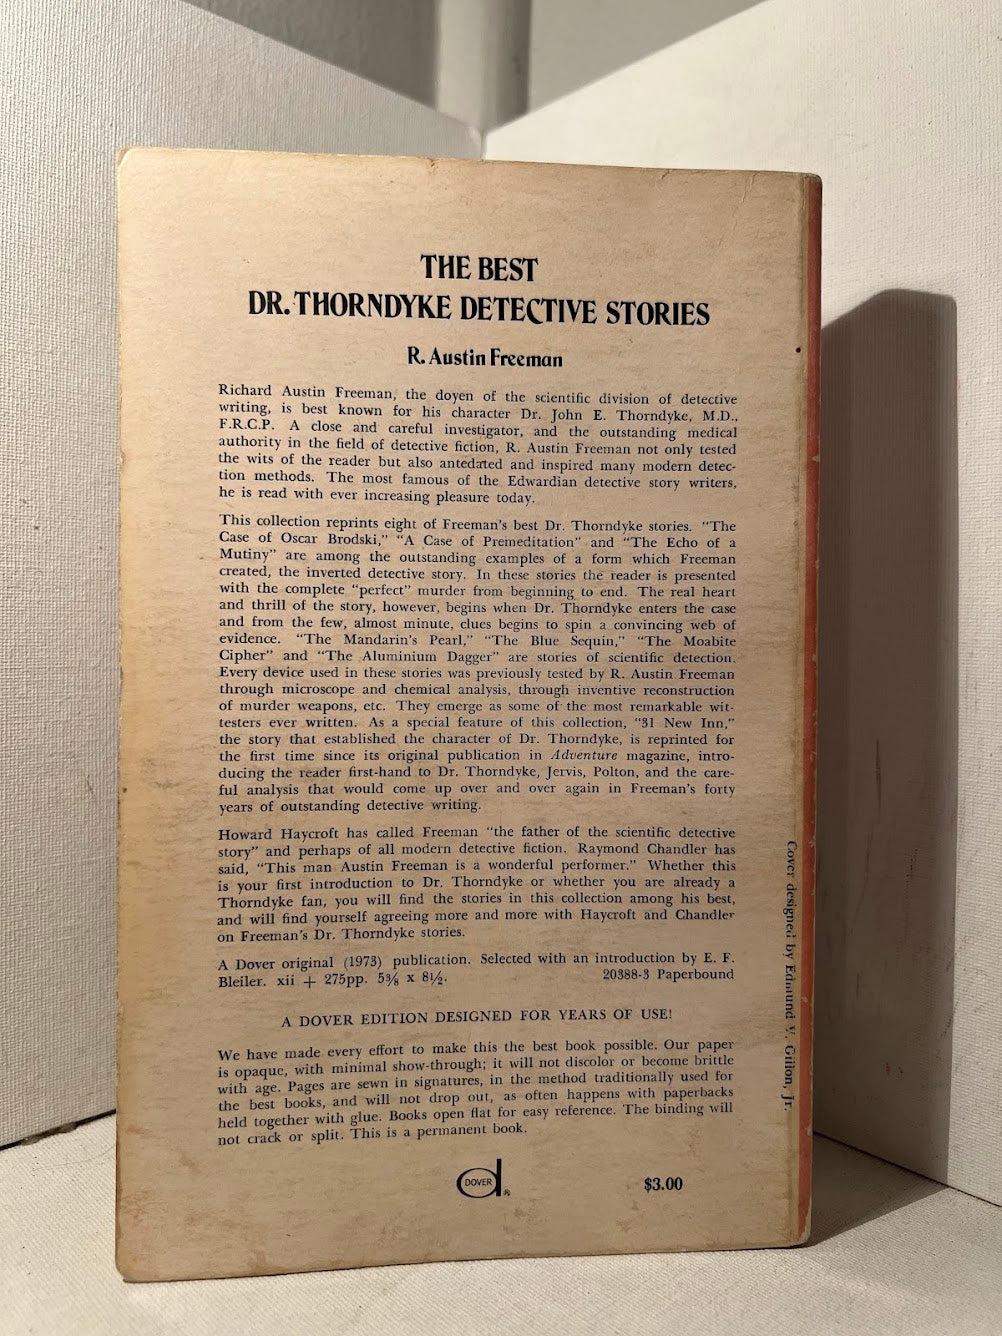 THE BEST
DR. THORNDYKE DETECTIVE STORIES
R. Austin Freeman
Richard Austin Freeman, the doyen of the scientific division of detective
writing, is best known for his character Dr. John E. Thorndyke, M.D.,
F.R.C.P. A close and careful investigator, and the outstanding medical
authority in the field of detective fiction, R. Austin Freeman not only tested
the wits of the reader but also antedated and inspired many modern detec-
tion methods. The most famous of the Edwardian detective story writers,
he is read with ever increasing pleasure today.
This collection reprints eight of Freeman's best Dr. Thorndyke stories. "The
Case of Oscar Brodski," "A Case of Premeditation" and "The Echo of a
Mutiny" are among the outstanding examples of a form which Freeman
created, the inverted detective story. In these stories the reader is presented
with the complete "perfect" murder from beginning to end. The real heart
and thrill of the story, however, begins when Dr. Thorndyke enters the case
and from the few, almost minute, clues begins to spin a convincing web of
evidence. "The Mandarin's Pearl," "The Blue Sequin," "The Moabite
Cipher" and "The Aluminium Dagger" are stories of scientific detection.
Every device used in these stories was previously tested by R. Austin Freeman
through microscope and chemical analysis, through inventive reconstruction
of murder weapons, etc. They emerge as some of the most remarkable wit-
testers ever written. As a special feature of this collection, "31 New Inn,"
the story that established the character of Dr. Thorndyke, is reprinted for
the first time since its original publication in Adventure magazine, intro-
ducing the reader first-hand to Dr. Thorndyke, Jervis, Polton, and the care-
ful analysis that would come up over and over again in Freeman's forty
years of outstanding detective writing.
Howard Haycroft has called Freeman "the father of the scientific detective
story" and perhaps of all modern detective fiction. Raymond Chandler has
said, "This man Austin Freeman is a wonderful performer." Whether this
is your first introduction to Dr. Thorndyke or whether you are already a
Thorndyke fan, you will find the stories in this collection among his best,
and will find yourself agreeing more and more with Haycroft and Chandler
on Freeman's Dr. Thorndyke stories.
A Dover original (1973) publication. Selected with an introduction by E. F.
Bleiler. xii + 275pp. 5⅜ x 8½. 20388-3 Paperbound
A DOVER EDITION DESIGNED FOR YEARS OF USE!
We have made every effort to make this the best book possible. Our paper
is opaque, with minimal show-through; it will not discolor or become brittle
with age. Pages are sewn in signatures, in the method traditionally used for
the best books, and will not drop out, as often happens with paperbacks
held together with glue. Books open flat for easy reference. The binding will
not crack or split. This is a permanent book.
DOVER ®
$3.00
Cover designed by Edmund V. Gillon, Jr.